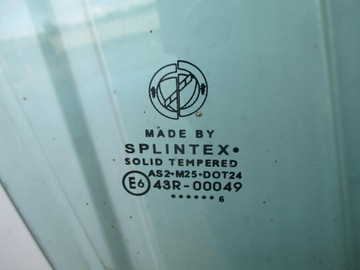 MADE BY
SPLINTEX•
SOLID TEMPERED
AS2•M25•DOT24
E6 43R-00049
•••••• 6